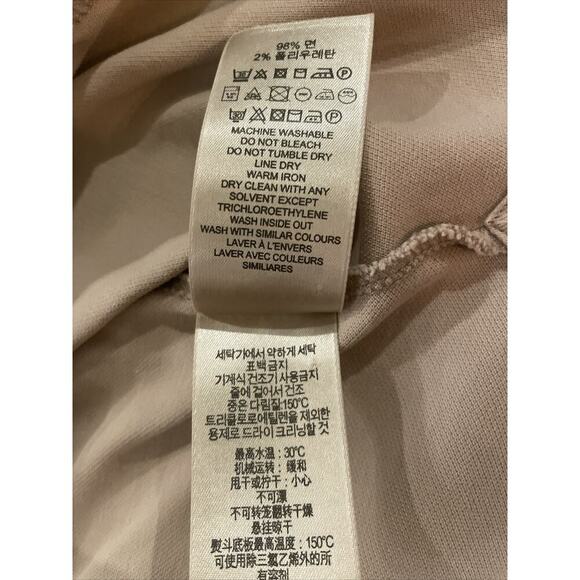 98% 면
2% 폴리우레탄
MACHINE WASHABLE
DO NOT BLEACH
DO NOT TUMBLE DRY
LINE DRY
WARM IRON
DRY CLEAN WITH ANY
SOLVENT EXCEPT
TRICHLOROETHYLENE
WASH INSIDE OUT
WASH WITH SIMILAR COLOURS
LAVER À L'ENVERS
LAVER AVEC COULEURS
SIMILIARES
세탁기에서 약하게 세탁
표백 금지
기계식 건조기 사용금지
줄에 걸어서 건조
중온 다림질:150°C
트리클로로에틸렌을 제외한
용제로 드라이 크리닝할 것
最高水温：30°C
机械运转：缓和
甩干或拧干：小心
不可漂
不可转笼翻转干燥
悬挂晾干
熨斗底板最高温度：150°C
可使用除三氯乙烯外的所
有溶剂